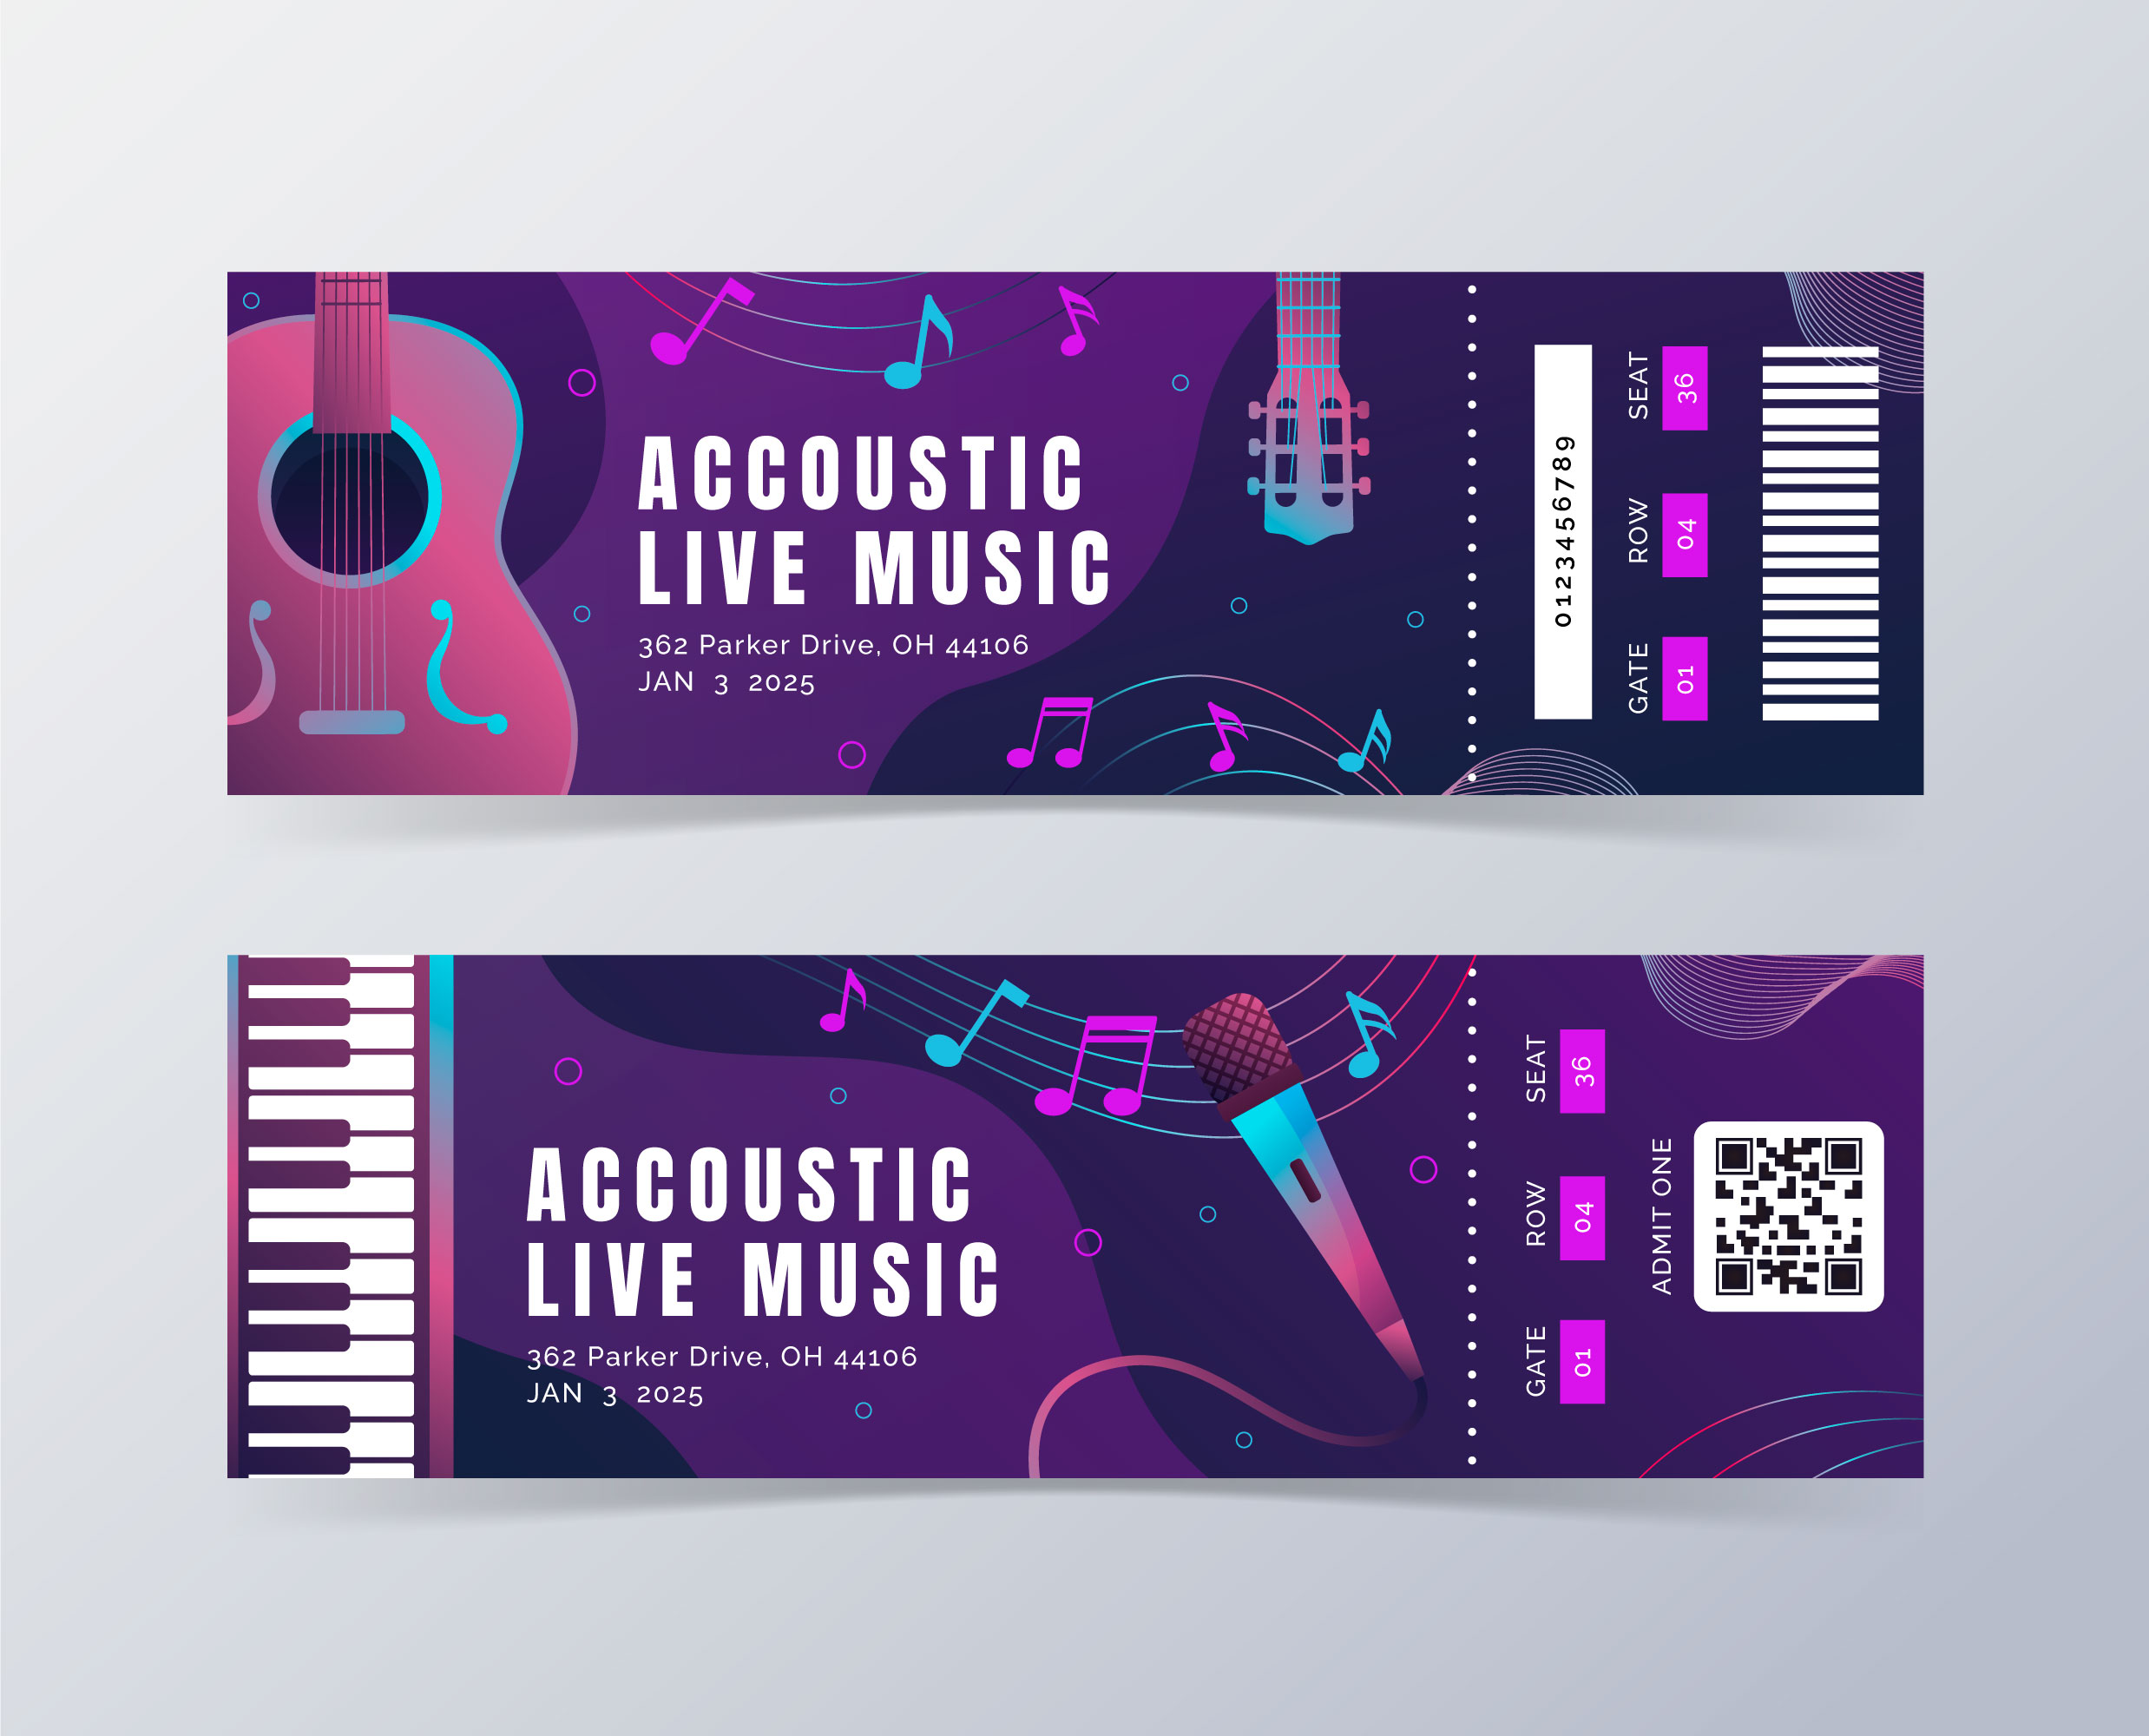 ACCOUSTIC
LIVE MUSIC
362 Parker Drive, OH 44106
JAN 3 2025
0123456789
SEAT 36
ROW 04
GATE 01
ACCOUSTIC
LIVE MUSIC
362 Parker Drive, OH 44106
JAN 3 2025
SEAT 36
ROW 04
GATE 01
ADMIT ONE